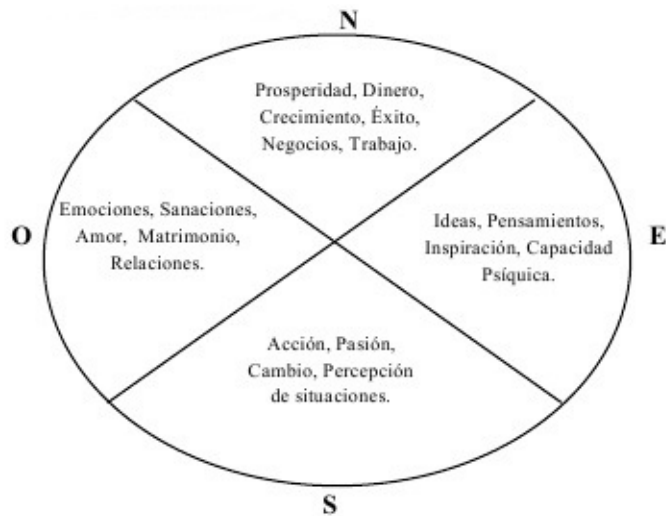 N
Prosperidad, Dinero,
Crecimiento, Éxito,
Negocios, Trabajo.
O
Emociones, Sanaciones,
Amor, Matrimonio,
Relaciones.
Ideas, Pensamientos,
Inspiración, Capacidad
Psíquica.
E
Acción, Pasión,
Cambio, Percepción
de situaciones.
S